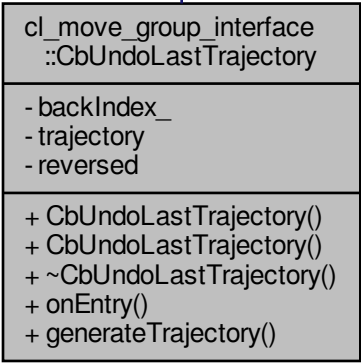 cl_move_group_interface
::CbUndoLastTrajectory
- backIndex_
- trajectory
- reversed
+ CbUndoLastTrajectory()
+ CbUndoLastTrajectory()
+ ~CbUndoLastTrajectory()
+ onEntry()
+ generateTrajectory()